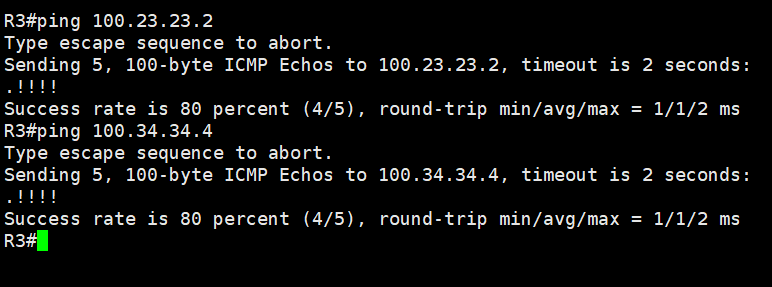 R3#ping 100.23.23.2
Type escape sequence to abort.
Sending 5, 100-byte ICMP Echos to 100.23.23.2, timeout is 2 seconds:
.!!!!
Success rate is 80 percent (4/5), round-trip min/avg/max = 1/1/2 ms
R3#ping 100.34.34.4
Type escape sequence to abort.
Sending 5, 100-byte ICMP Echos to 100.34.34.4, timeout is 2 seconds:
.!!!!
Success rate is 80 percent (4/5), round-trip min/avg/max = 1/1/2 ms
R3#